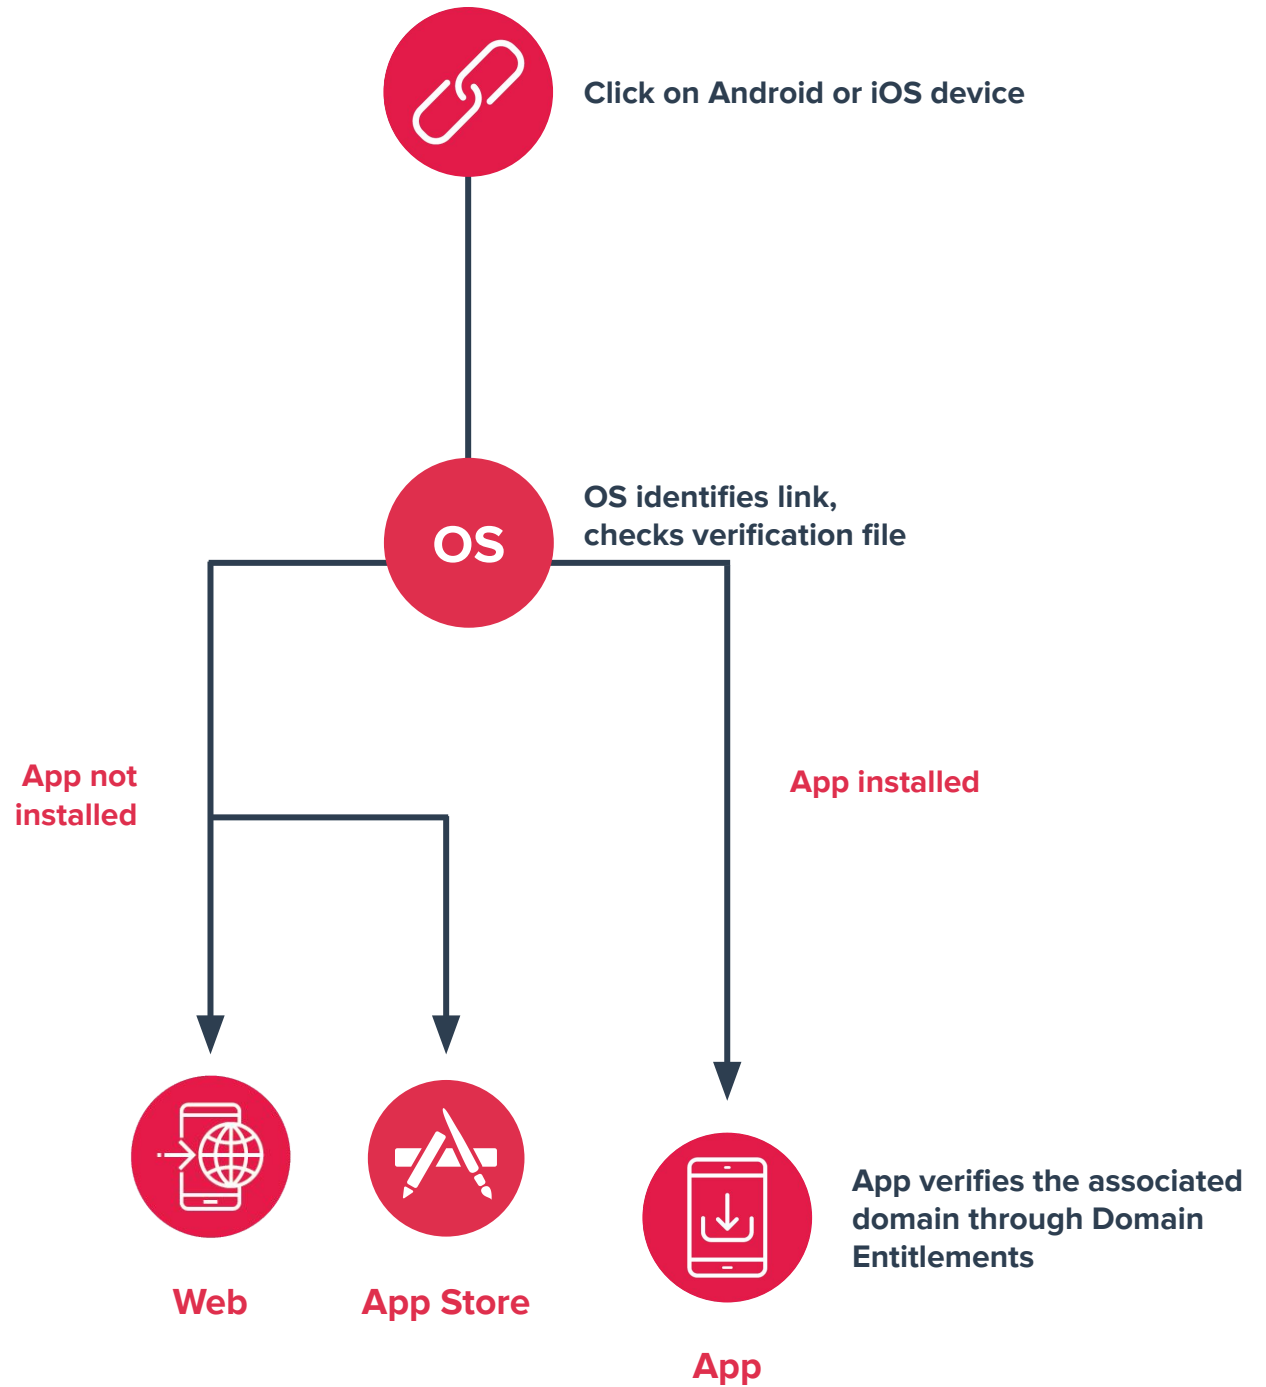 Click on Android or iOS device
OS
OS identifies link,
checks verification file
App not
installed
App installed
Web
App Store
App verifies the associated
domain through Domain
Entitlements
App